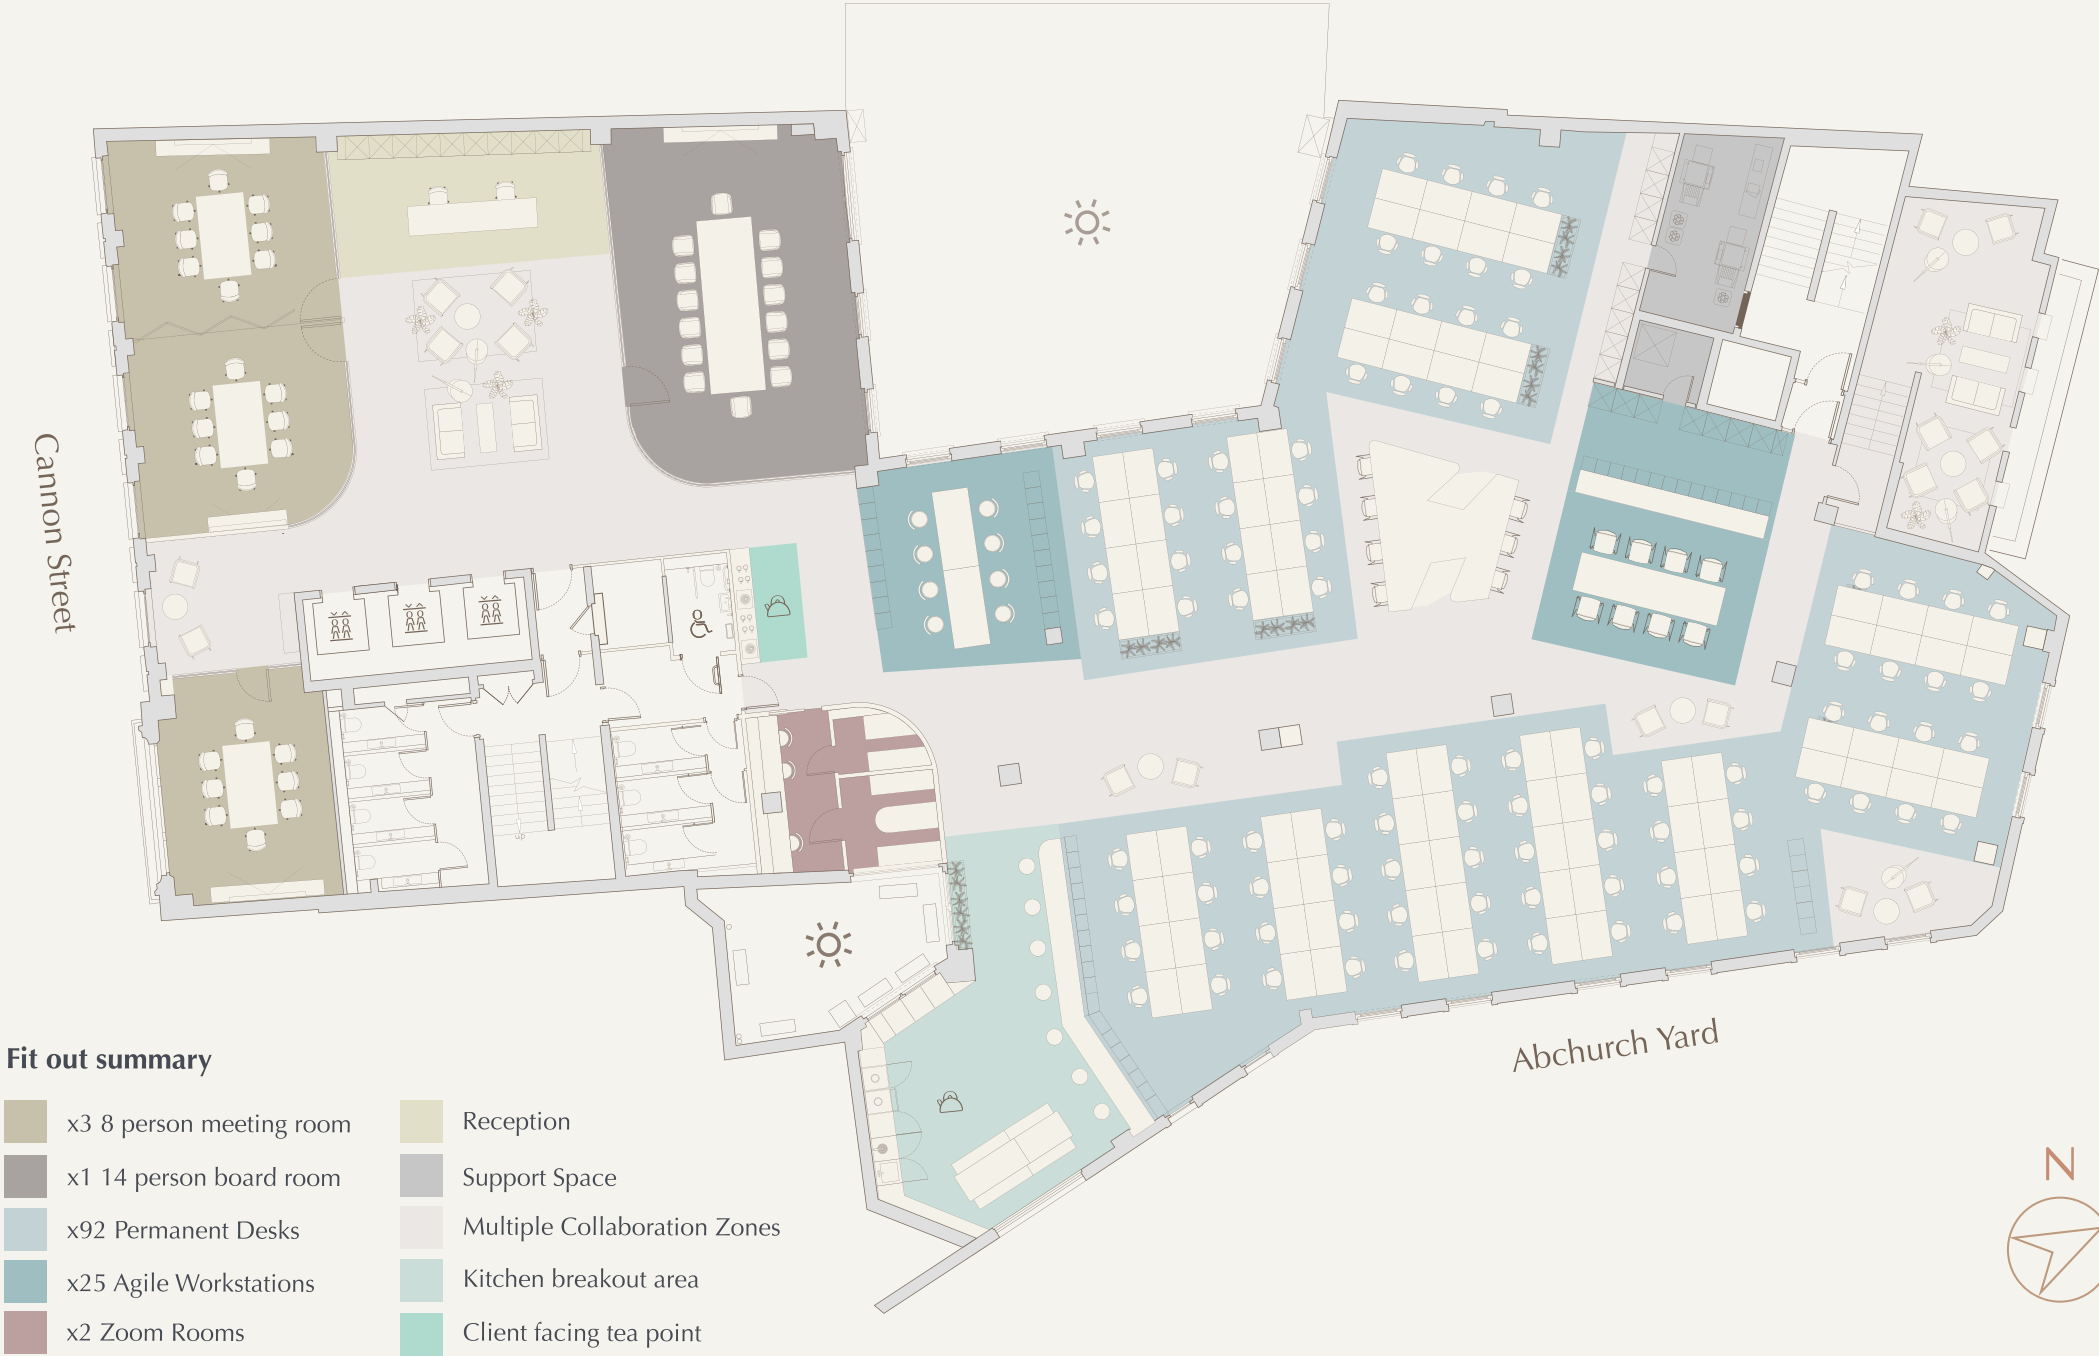 Cannon Street
up
Abchurch Yard
Fit out summary
x3 8 person meeting room
x1 14 person board room
x92 Permanent Desks
x25 Agile Workstations
x2 Zoom Rooms
Reception
Support Space
Multiple Collaboration Zones
Kitchen breakout area
Client facing tea point
N